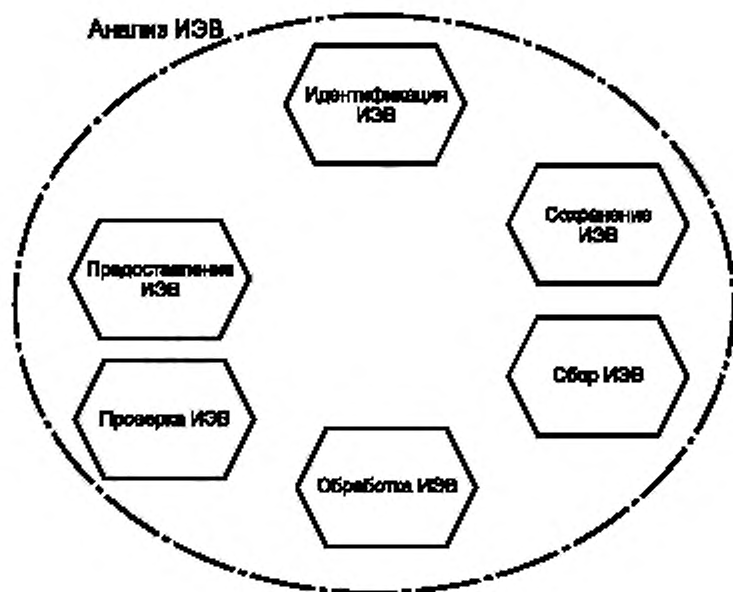 Анализ ИЭВ
Идентификация
ИЭВ
Сохранение
ИЭВ
Предоставление
ИЭВ
Сбор ИЭВ
Проверка ИЭВ
Обработка ИЭВ